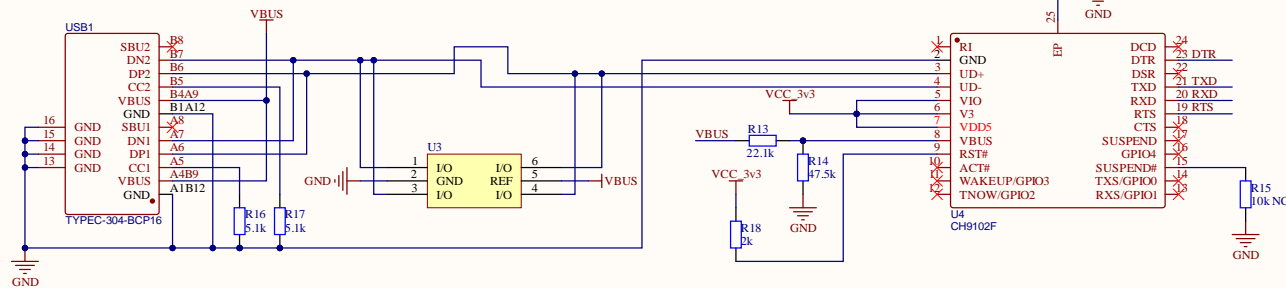 VBUS
USB1
SBU2
B8
DN2
B7
DP2
B6
CC2
B5
VBUS
B4A9
GND
B1A12
16
GND
SBU1
A8
15
GND
DN1
A7
14
GND
DP1
A6
13
GND
CC1
A5
VBUS
A4B9
GND
A1B12
TYPEC-304-BCP16
R16
5.1k
R17
5.1k
GND
U3
1
I/O
I/O
6
GND
2
GND
REF
5
VBUS
3
I/O
I/O
4
25
GND
EP
1
RI
DCD
24
2
GND
DTR
23
DTR
3
UD+
DSR
22
4
UD-
TXD
21
TXD
VCC_3v3
5
VIO
RXD
20
RXD
6
V3
RTS
19
RTS
7
VDD5
CTS
18
VBUS
R13
22.1k
8
VBUS
SUSPEND
17
9
RST#
GPIO4
16
R14
47.5k
10
ACT#
SUSPEND#
15
VCC_3v3
11
WAKEUP/GPIO3
TXS/GPIO0
14
12
TNOW/GPIO2
RXS/GPIO1
13
R15
10k NC
U4
CH9102F
GND
R18
2k
GND